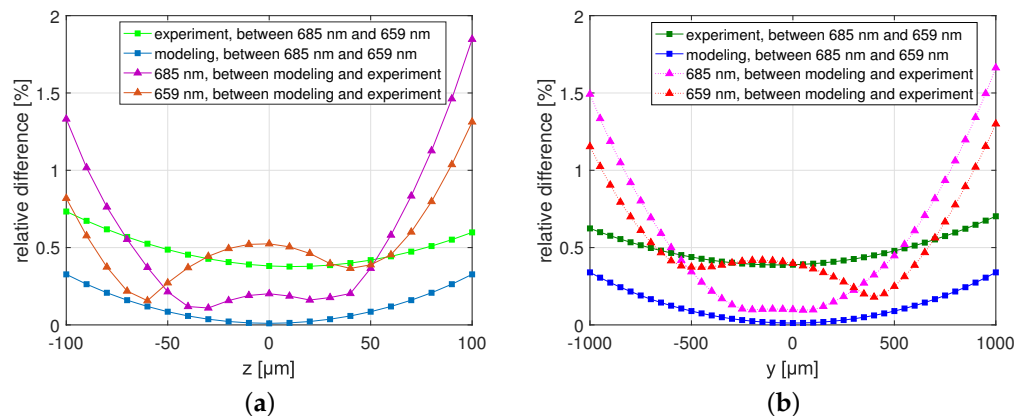 experiment, between 685 nm and 659 nm
modeling, between 685 nm and 659 nm
685 nm, between modeling and experiment
659 nm, between modeling and experiment
relative difference [%]
2
1.5
1
0.5
0
-100
-50
0
50
100
z [µm]
(a)
experiment, between 685 nm and 659 nm
modeling, between 685 nm and 659 nm
685 nm, between modeling and experiment
659 nm, between modeling and experiment
relative difference [%]
2
1.5
1
0.5
0
-1000
-500
0
500
1000
y [µm]
(b)